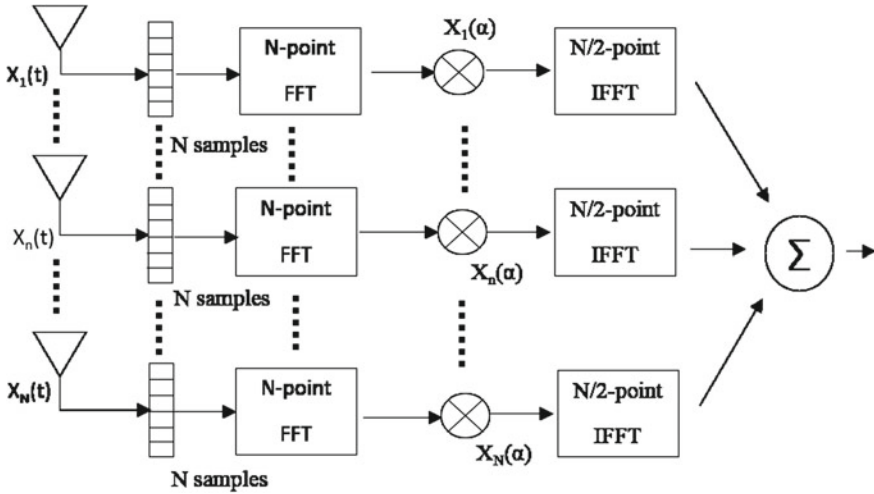 X₁(t)
N-point
FFT
X₁(α)
N/2-point
IFFT
N samples
Xₙ(t)
N-point
FFT
Xₙ(α)
N/2-point
IFFT
Σ
N samples
X_N(t)
N-point
FFT
X_N(α)
N/2-point
IFFT
N samples